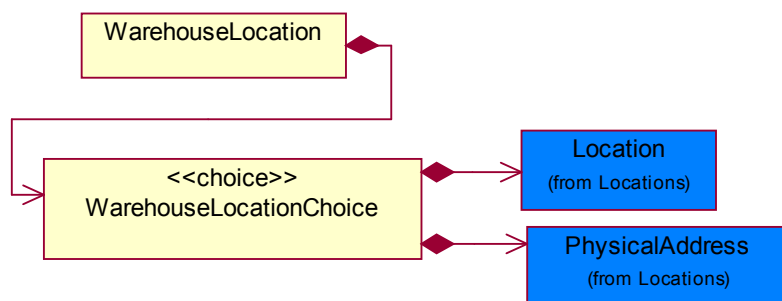 WarehouseLocation
<<choice>>
WarehouseLocationChoice
Location
(from Locations)
PhysicalAddress
(from Locations)